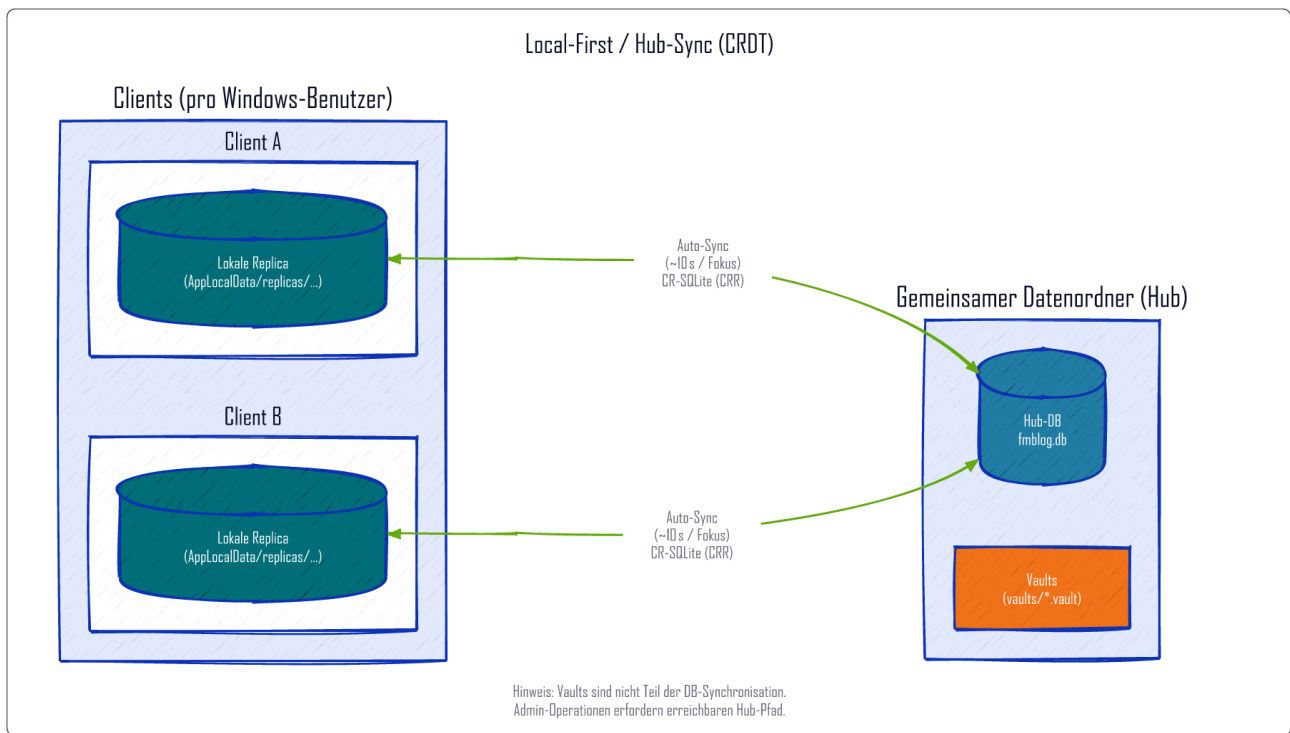 Local-First / Hub-Sync (CRDT)
Clients (pro Windows-Benutzer)
Client A
Lokale Replica
(AppLocalData/replicas/...)
Auto-Sync
(~10 s / Fokus)
CR-SQLite (CRR)
Client B
Lokale Replica
(AppLocalData/replicas/...)
Auto-Sync
(~10 s / Fokus)
CR-SQLite (CRR)
Gemeinsamer Datenordner (Hub)
Hub-DB
fmblog.db
Vaults
(vaults/*.vault)
Hinweis: Vaults sind nicht Teil der DB-Synchronisation.
Admin-Operationen erfordern erreichbaren Hub-Pfad.